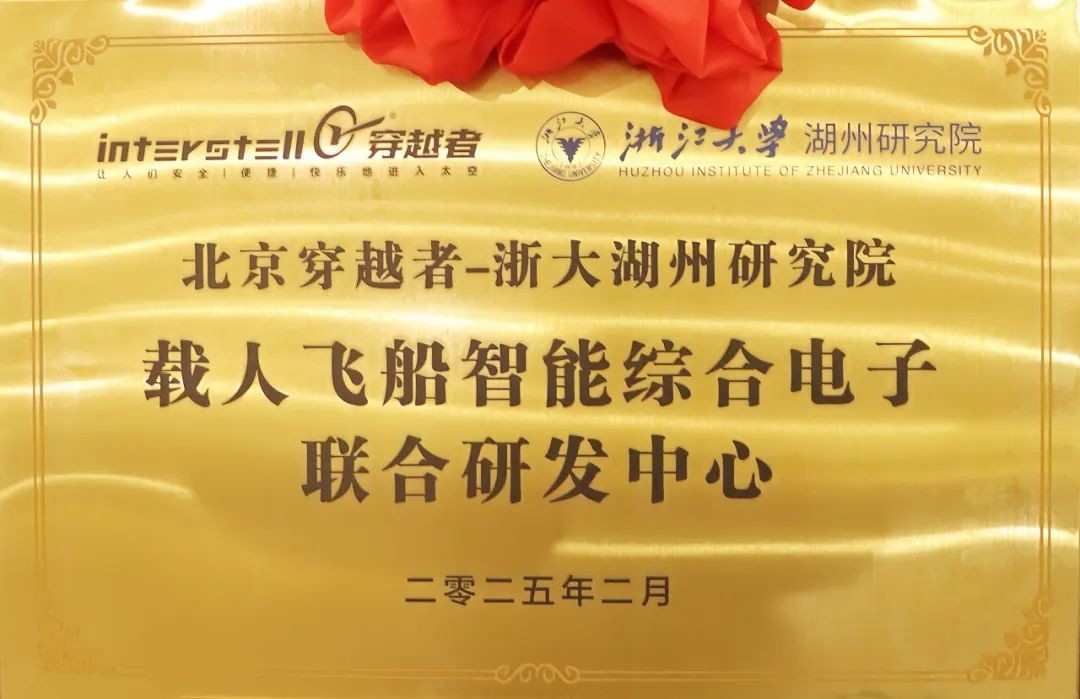 interstellor® 穿越者
让人们安全|便捷|快乐地进入太空
浙江大学 湖州研究院
HUZHOU INSTITUTE OF ZHEJIANG UNIVERSITY
北京穿越者-浙大湖州研究院
载人飞船智能综合电子
联合研发中心
二零二五年二月